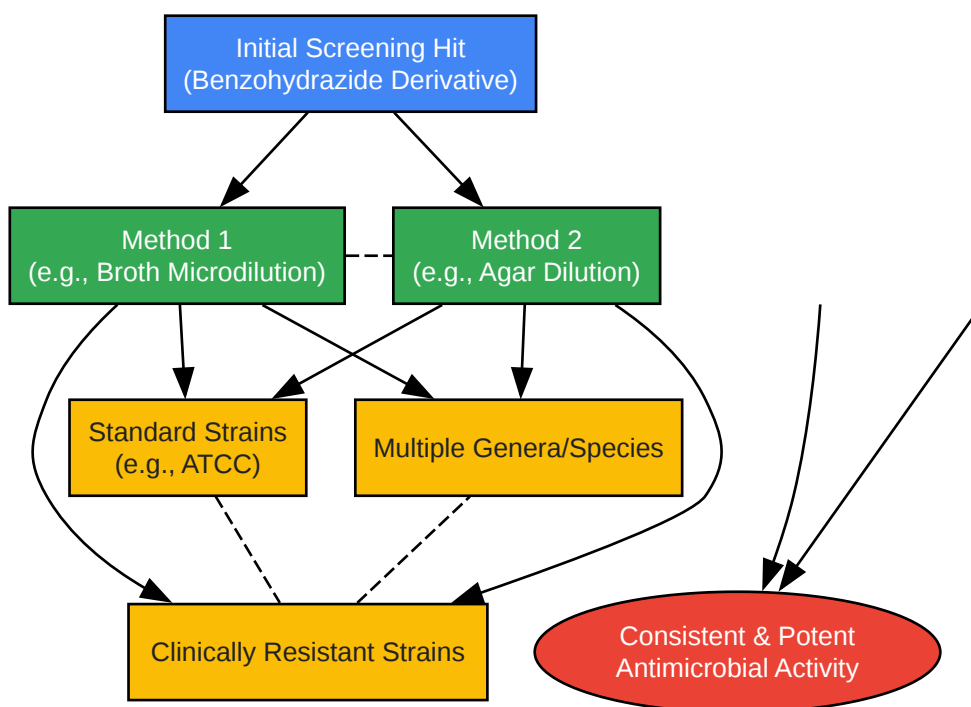 Initial Screening Hit
(Benzohydrazide Derivative)
Method 1
(e.g., Broth Microdilution)
Method 2
(e.g., Agar Dilution)
Standard Strains
(e.g., ATCC)
Multiple Genera/Species
Clinically Resistant Strains
Consistent & Potent
Antimicrobial Activity